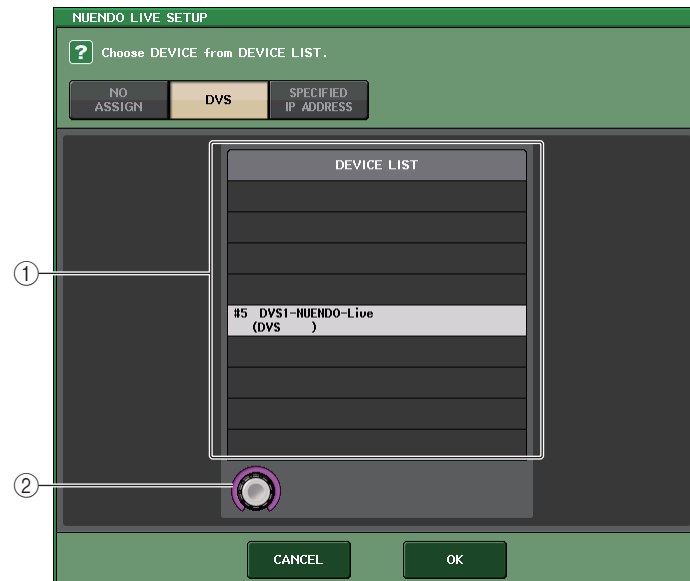 NUENDO LIVE SETUP
? Choose DEVICE from DEVICE LIST.
NO
ASSIGN
DVS
SPECIFIED
IP ADDRESS
DEVICE LIST
1
#5 DVS1-NUENDO-Live
(DVS )
2
CANCEL
OK